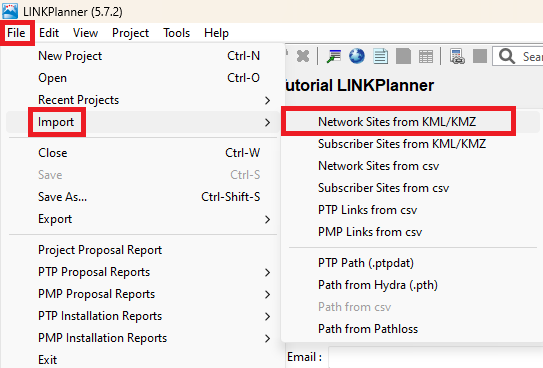 LINKPlanner (5.7.2)
File Edit View Project Tools Help
New Project Ctrl-N
Open Ctrl-O
Recent Projects
Import
Close Ctrl-W
Save Ctrl-S
Save As... Ctrl-Shift-S
Export
Project Proposal Report
PTP Proposal Reports
PMP Proposal Reports
PTP Installation Reports
PMP Installation Reports
Exit
Sear
Tutorial LINKPlanner
Network Sites from KML/KMZ
Subscriber Sites from KML/KMZ
Network Sites from csv
Subscriber Sites from csv
PTP Links from csv
PMP Links from csv
PTP Path (.ptpdat)
Path from Hydra (.pth)
Path from csv
Path from Pathloss
Email :